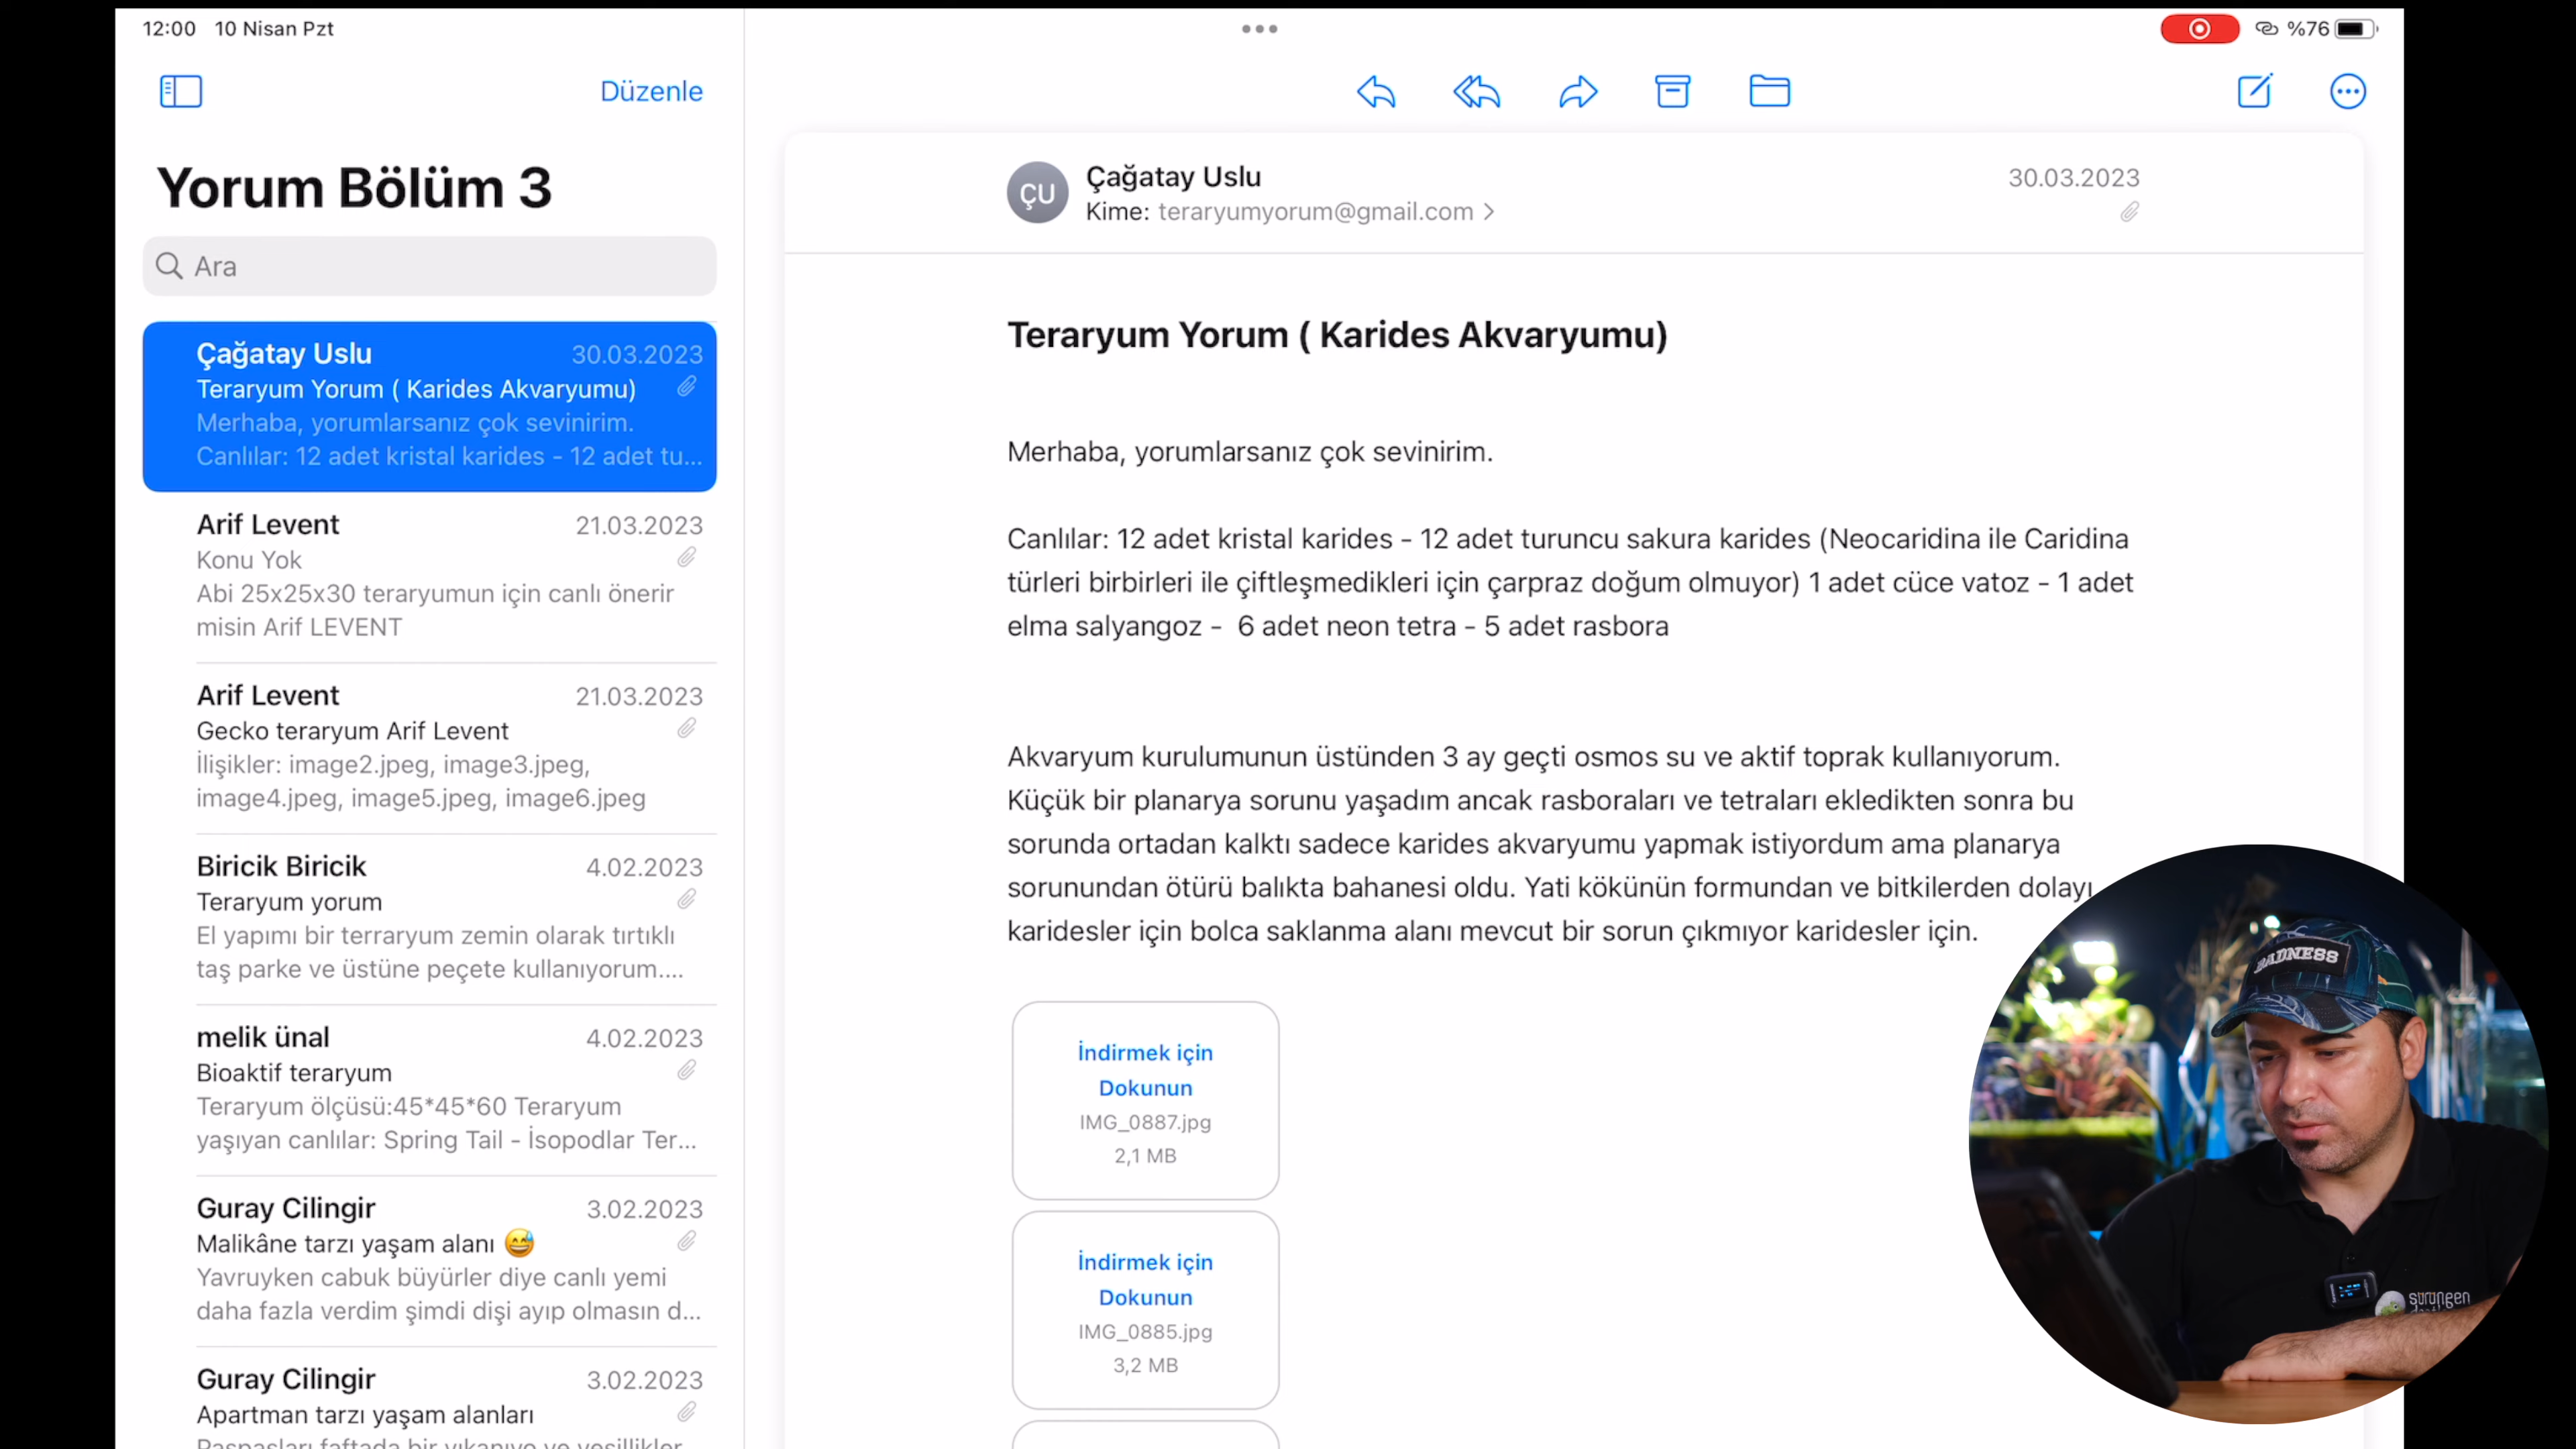 12:00 10 Nisan Pzt
%76
Düzenle
Yorum Bölüm 3
Ara
Çağatay Uslu 30.03.2023
Teraryum Yorum ( Karides Akvaryumu)
Merhaba, yorumlarsanız çok sevinirim.
Canlılar: 12 adet kristal karides - 12 adet tu...
Arif Levent 21.03.2023
Konu Yok
Abi 25x25x30 teraryumun için canlı önerir
misin Arif LEVENT
Arif Levent 21.03.2023
Gecko teraryum Arif Levent
İlişikler: image2.jpeg, image3.jpeg,
image4.jpeg, image5.jpeg, image6.jpeg
Biricik Biricik 4.02.2023
Teraryum yorum
El yapımı bir terraryum zemin olarak tırtıklı
taş parke ve üstüne peçete kullanıyorum....
melik ünal 4.02.2023
Bioaktif teraryum
Teraryum ölçüsü:45*45*60 Teraryum
yaşıyan canlılar: Spring Tail - İsopodlar Ter...
Guray Cilingir 3.02.2023
Malikâne tarzı yaşam alanı 😅
Yavruyken cabuk büyürler diye canlı yemi
daha fazla verdim şimdi dişi ayıp olmasın d...
Guray Cilingir 3.02.2023
Apartman tarzı yaşam alanları
Paspasları faftada bir yıkanıyo ve yeşillikler
ÇU
Çağatay Uslu 30.03.2023
Kime: teraryumyorum@gmail.com >
Teraryum Yorum ( Karides Akvaryumu)
Merhaba, yorumlarsanız çok sevinirim.
Canlılar: 12 adet kristal karides - 12 adet turuncu sakura karides (Neocaridina ile Caridina
türleri birbirleri ile çiftleşmedikleri için çarpraz doğum olmuyor) 1 adet cüce vatoz - 1 adet
elma salyangoz - 6 adet neon tetra - 5 adet rasbora
Akvaryum kurulumunun üstünden 3 ay geçti osmos su ve aktif toprak kullanıyorum.
Küçük bir planarya sorunu yaşadım ancak rasboraları ve tetraları ekledikten sonra bu
sorunda ortadan kalktı sadece karides akvaryumu yapmak istiyordum ama planarya
sorunundan ötürü balıkta bahanesi oldu. Yati kökünün formundan ve bitkilerden dolayı
karidesler için bolca saklanma alanı mevcut bir sorun çıkmıyor karidesler için.
İndirmek için
Dokunun
IMG_0887.jpg
2,1 MB
İndirmek için
Dokunun
IMG_0885.jpg
3,2 MB
BADNESS
sürüngen